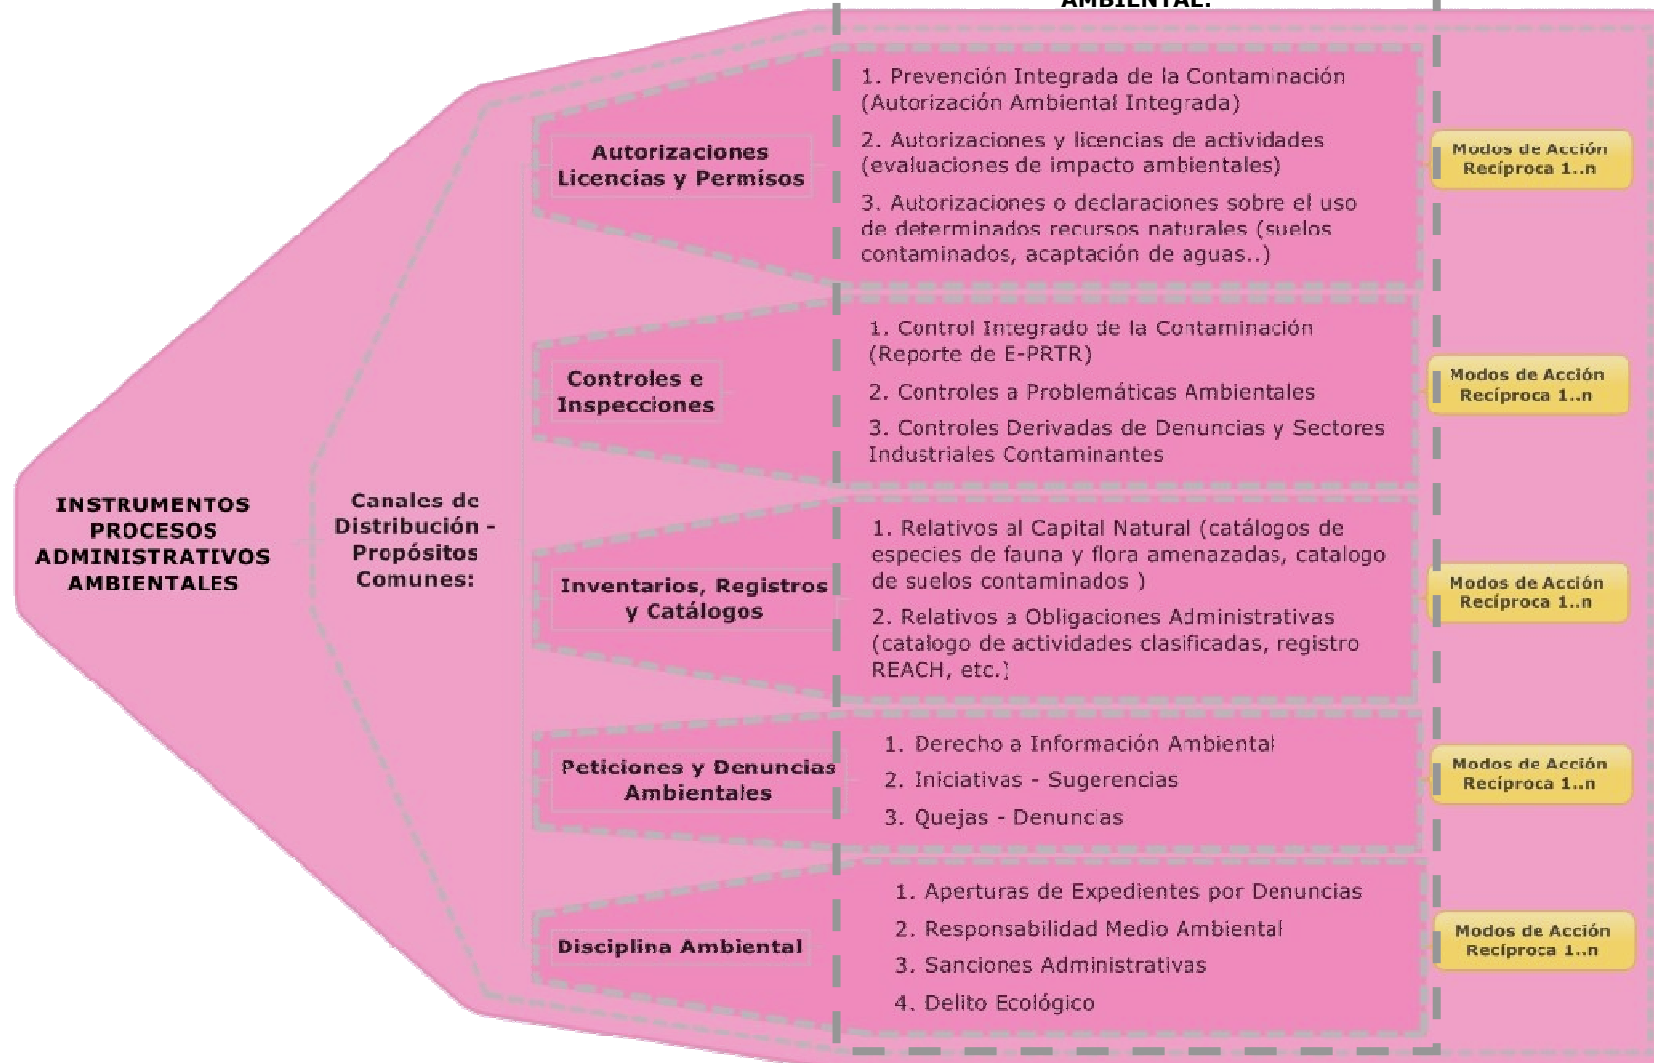 AMBIENTAL.
INSTRUMENTOS
PROCESOS
ADMINISTRATIVOS
AMBIENTALES
Canales de
Distribución -
Propósitos
Comunes:
Autorizaciones
Licencias y Permisos
1. Prevención Integrada de la Contaminación
(Autorización Ambiental Integrada)
2. Autorizaciones y licencias de actividades
(evaluaciones de impacto ambientales)
3. Autorizaciones o declaraciones sobre el uso
de determinados recursos naturales (suelos
contaminados, acaptación de aguas..)
Modos de Acción
Recíproca 1..n
Controles e
Inspecciones
1. Control Integrado de la Contaminación
(Reporte de E-PRTR)
2. Controles a Problemáticas Ambientales
3. Controles Derivadas de Denuncias y Sectores
Industriales Contaminantes
Modos de Acción
Recíproca 1..n
Inventarios, Registros
y Catálogos
1. Relativos al Capital Natural (catálogos de
especies de fauna y flora amenazadas, catalogo
de suelos contaminados )
2. Relativos a Obligaciones Administrativas
(catalogo de actividades clasificadas, registro
REACH, etc.)
Modos de Acción
Recíproca 1..n
Peticiones y Denuncias
Ambientales
1. Derecho a Información Ambiental
2. Iniciativas - Sugerencias
3. Quejas - Denuncias
Modos de Acción
Recíproca 1..n
Disciplina Ambiental
1. Aperturas de Expedientes por Denuncias
2. Responsabilidad Medio Ambiental
3. Sanciones Administrativas
4. Delito Ecológico
Modos de Acción
Recíproca 1..n